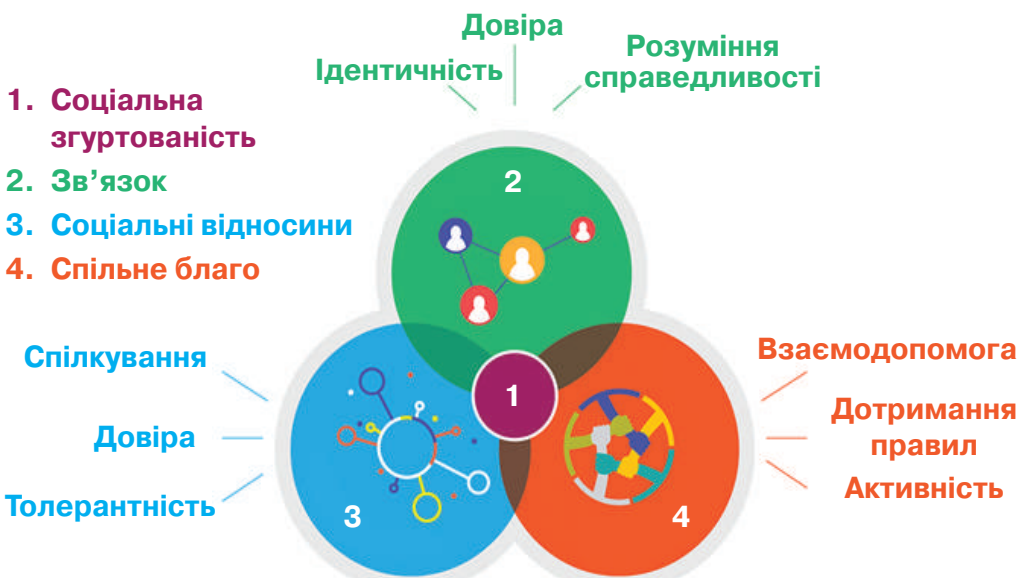 Довіра
Ідентичність
Розуміння
справедливості
1. Соціальна
згуртованість
2. Зв’язок
3. Соціальні відносини
4. Спільне благо
2
Спілкування
Довіра
Толерантність
1
3
4
Взаємодопомога
Дотримання
правил
Активність